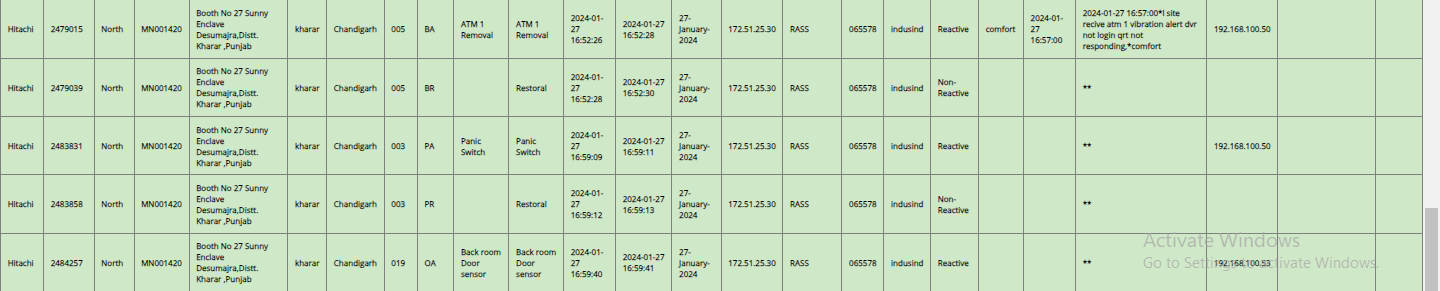 Hitachi 2479015 North MN001420 Booth No 27 Sunny Enclave Desumajra,Distt. Kharar ,Punjab kharar Chandigarh 005 BA ATM 1 Removal ATM 1 Removal 2024-01-27 16:52:26 2024-01-27 16:52:28 27-January-2024 172.51.25.30 RASS 065578 indusind Reactive comfort 2024-01-27 16:57:00 2024-01-27 16:57:00*I site recive atm 1 vibration alert dvr not login qrt not responding.*comfort 192.168.100.50
Hitachi 2479039 North MN001420 Booth No 27 Sunny Enclave Desumajra,Distt. Kharar ,Punjab kharar Chandigarh 005 BR Restoral 2024-01-27 16:52:28 2024-01-27 16:52:30 27-January-2024 172.51.25.30 RASS 065578 indusind Non-Reactive **
Hitachi 2483831 North MN001420 Booth No 27 Sunny Enclave Desumajra,Distt. Kharar ,Punjab kharar Chandigarh 003 PA Panic Switch Panic Switch 2024-01-27 16:59:09 2024-01-27 16:59:11 27-January-2024 172.51.25.30 RASS 065578 indusind Reactive ** 192.168.100.50
Hitachi 2483858 North MN001420 Booth No 27 Sunny Enclave Desumajra,Distt. Kharar ,Punjab kharar Chandigarh 003 PR Restoral 2024-01-27 16:59:12 2024-01-27 16:59:13 27-January-2024 172.51.25.30 RASS 065578 indusind Non-Reactive **
Hitachi 2484257 North MN001420 Booth No 27 Sunny Enclave Desumajra,Distt. Kharar ,Punjab kharar Chandigarh 019 OA Back room Door sensor Back room Door sensor 2024-01-27 16:59:40 2024-01-27 16:59:41 27-January-2024 172.51.25.30 RASS 065578 indusind Reactive **
Activate Windows
Go to Settings to activate Windows.